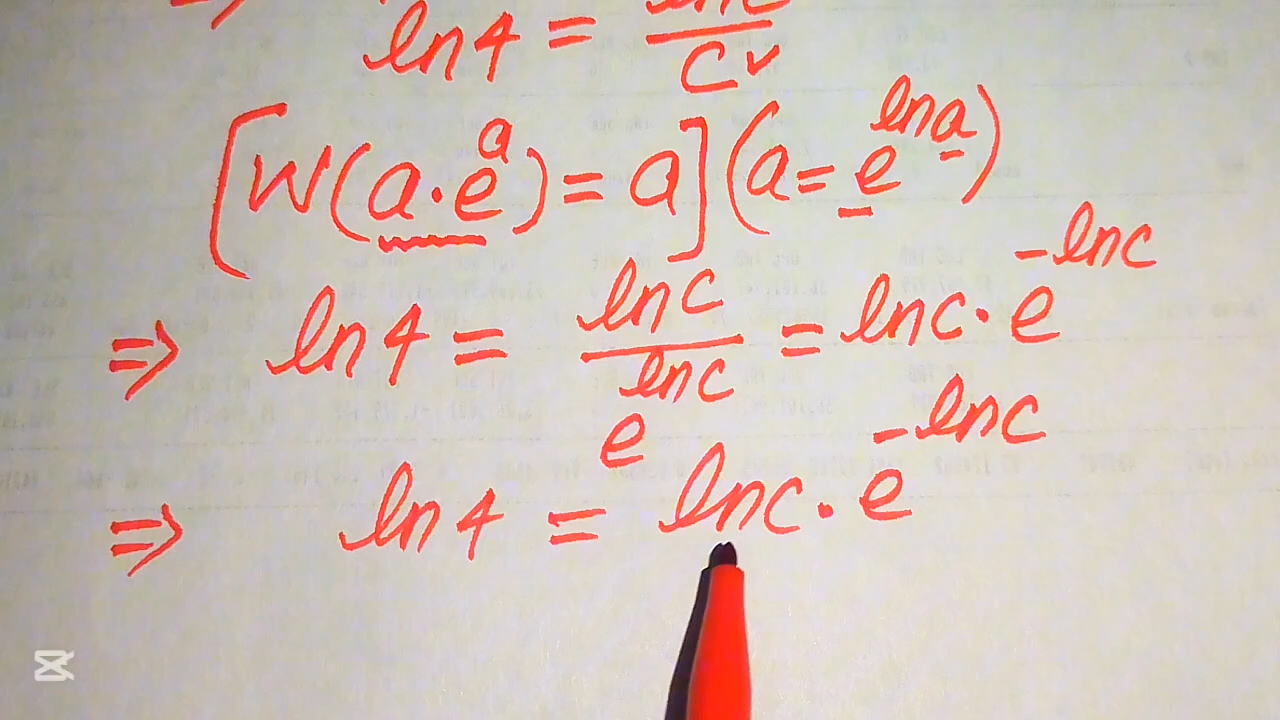 ⇒
ln4 = lnc/c ✓
[W(a·e^a) = a] (a = e^lna)
⇒ ln4 = lnc/e^lnc = lnc·e^-lnc
⇒ ln4 = lnc·e^-lnc